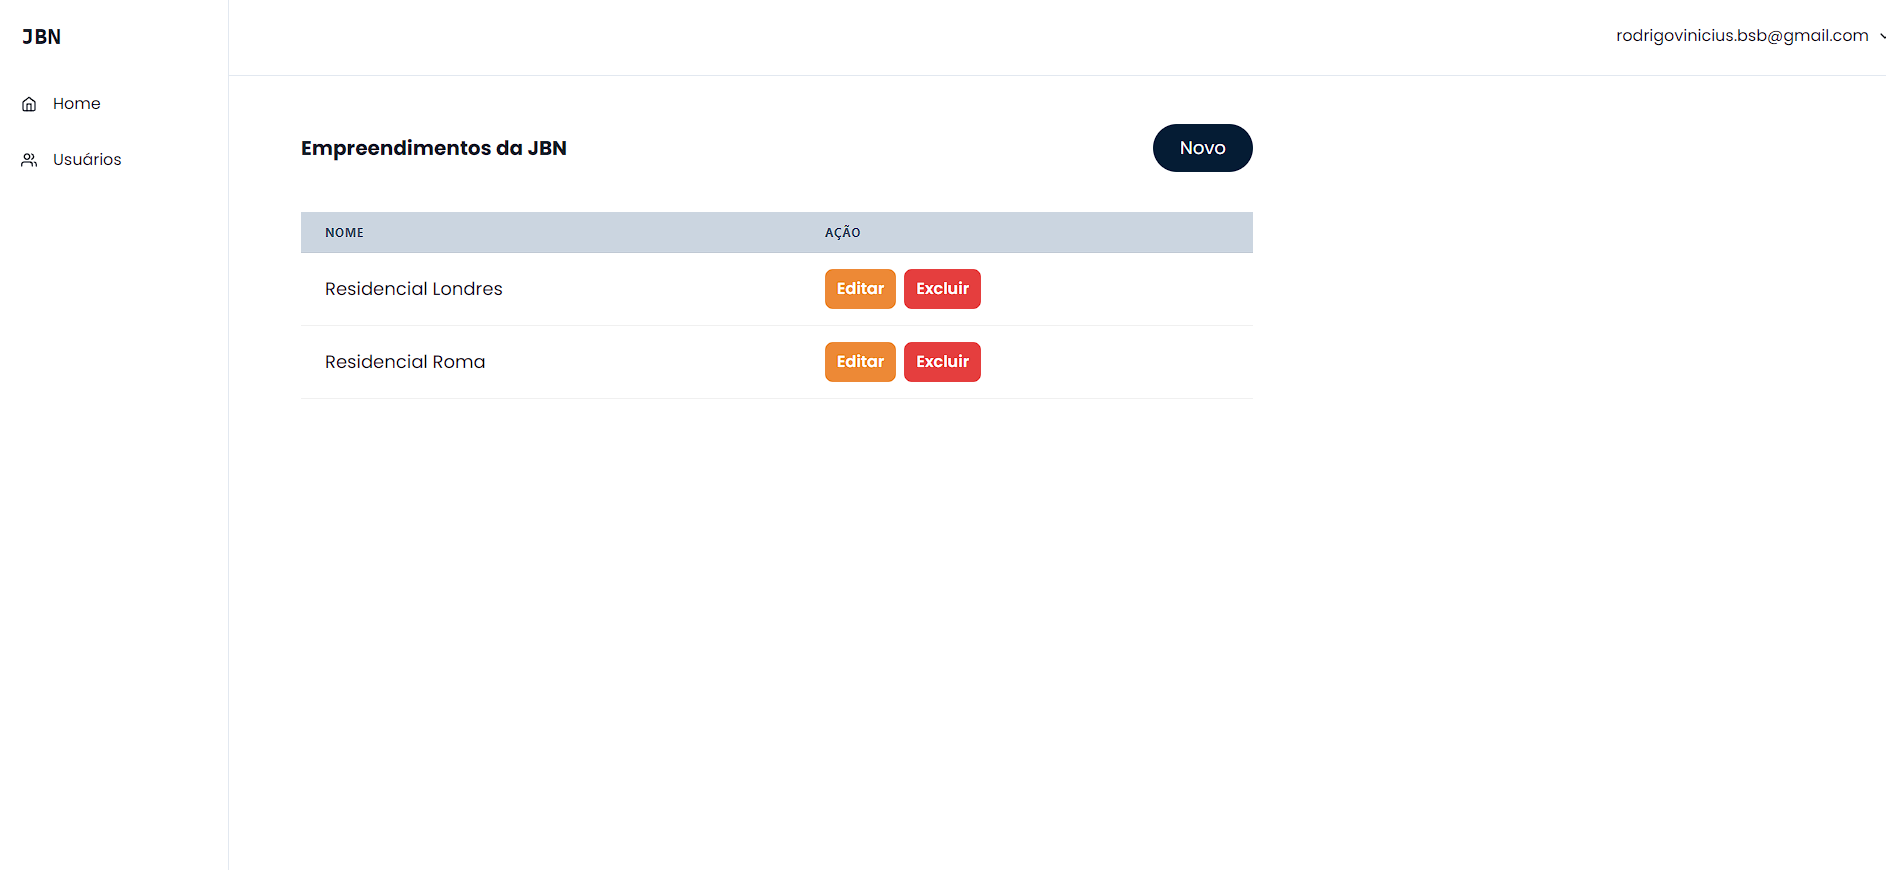 JBN
rodrigovinicius.bsb@gmail.com
Home
Usuários
Empreendimentos da JBN
Novo
NOME AÇÃO
Residencial Londres Editar Excluir
Residencial Roma Editar Excluir